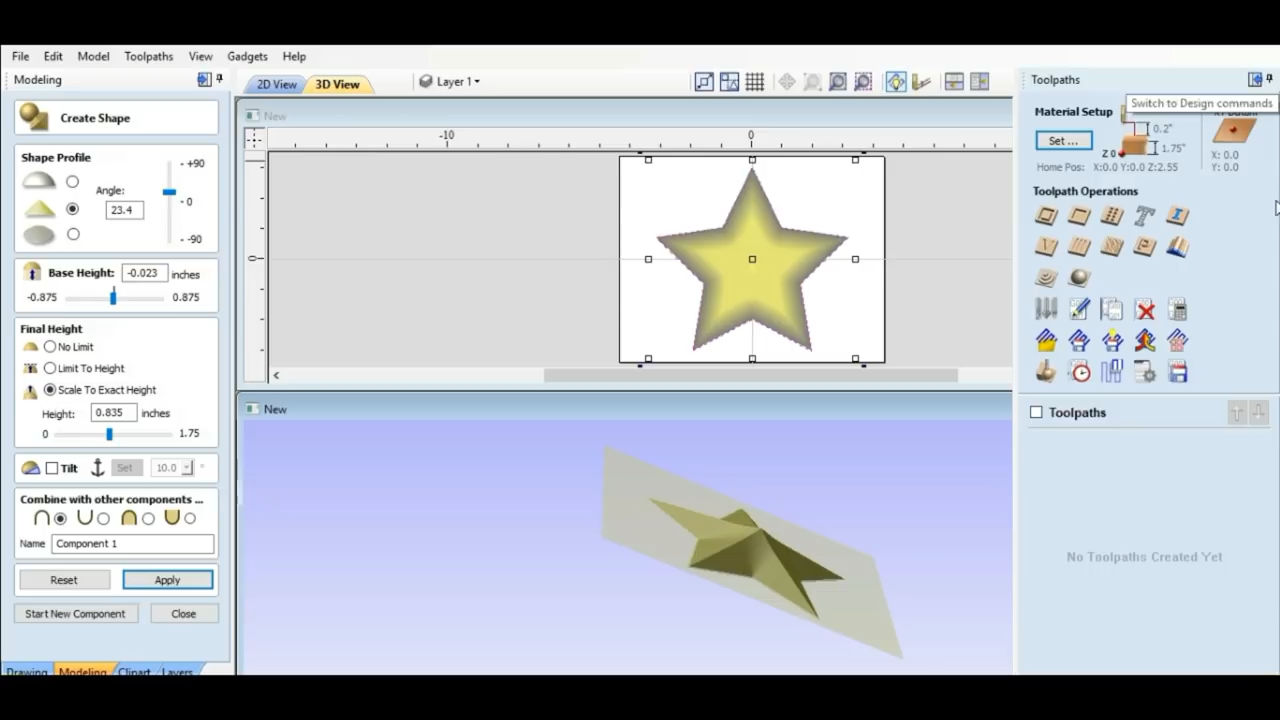 File Edit Model Toolpaths View Gadgets Help
Modeling
Create Shape
Shape Profile
+90
Angle:
- 0
23.4
-90
Base Height: -0.023 inches
-0.875 0.875
Final Height
No Limit
Limit To Height
Scale To Exact Height
Height: 0.835 inches
0 1.75
Tilt Set 10.0 °
Combine with other components ...
Name Component 1
Reset Apply
Start New Component Close
Drawing Modeling Clipart Layers
2D View 3D View Layer 1
New
-10 0
0
New
Toolpaths
Switch to Design commands
Material Setup
Set ...
0.2"
1.75"
Z 0
X: 0.0
Y: 0.0
Home Pos: X:0.0 Y:0.0 Z:2.55
Toolpath Operations
Toolpaths
No Toolpaths Created Yet